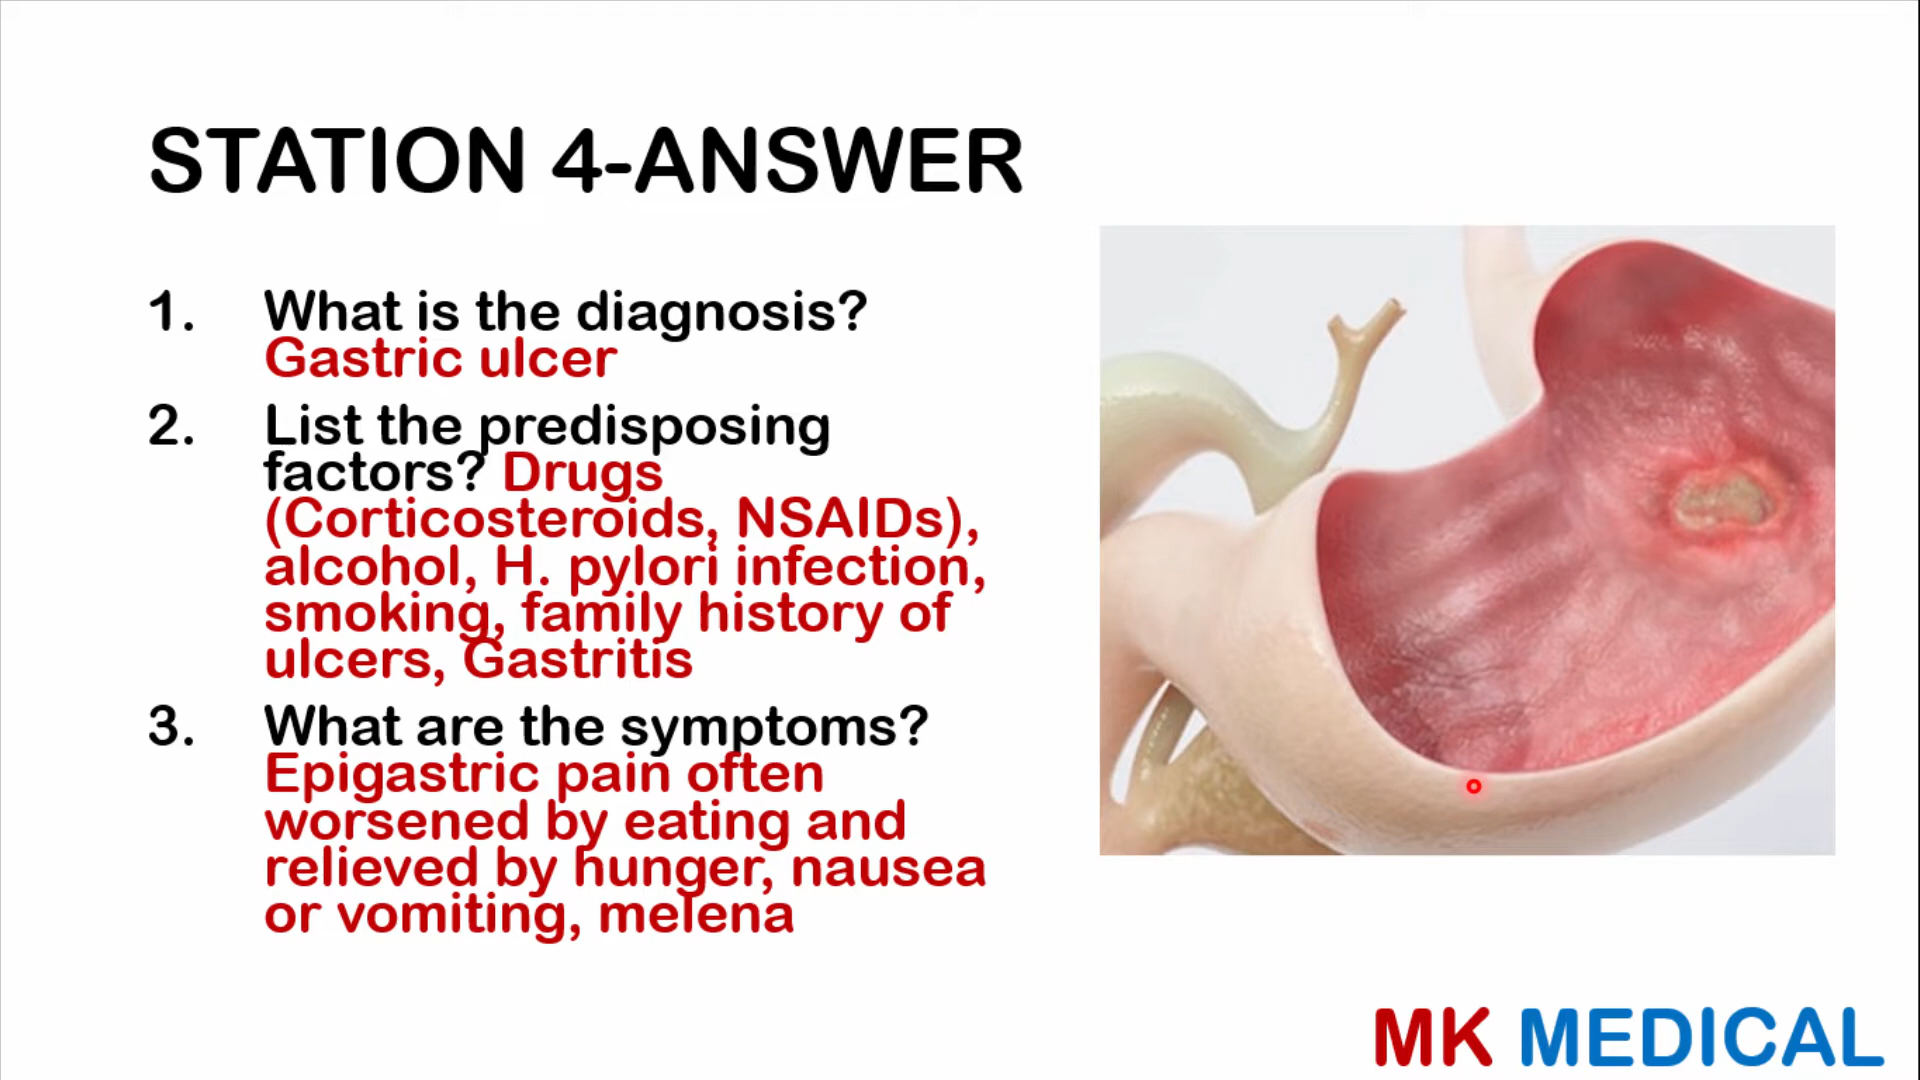 STATION 4-ANSWER
1. What is the diagnosis?
Gastric ulcer
2. List the predisposing
factors? Drugs
(Corticosteroids, NSAIDs),
alcohol, H. pylori infection,
smoking, family history of
ulcers, Gastritis
3. What are the symptoms?
Epigastric pain often
worsened by eating and
relieved by hunger, nausea
or vomiting, melena
MK MEDICAL